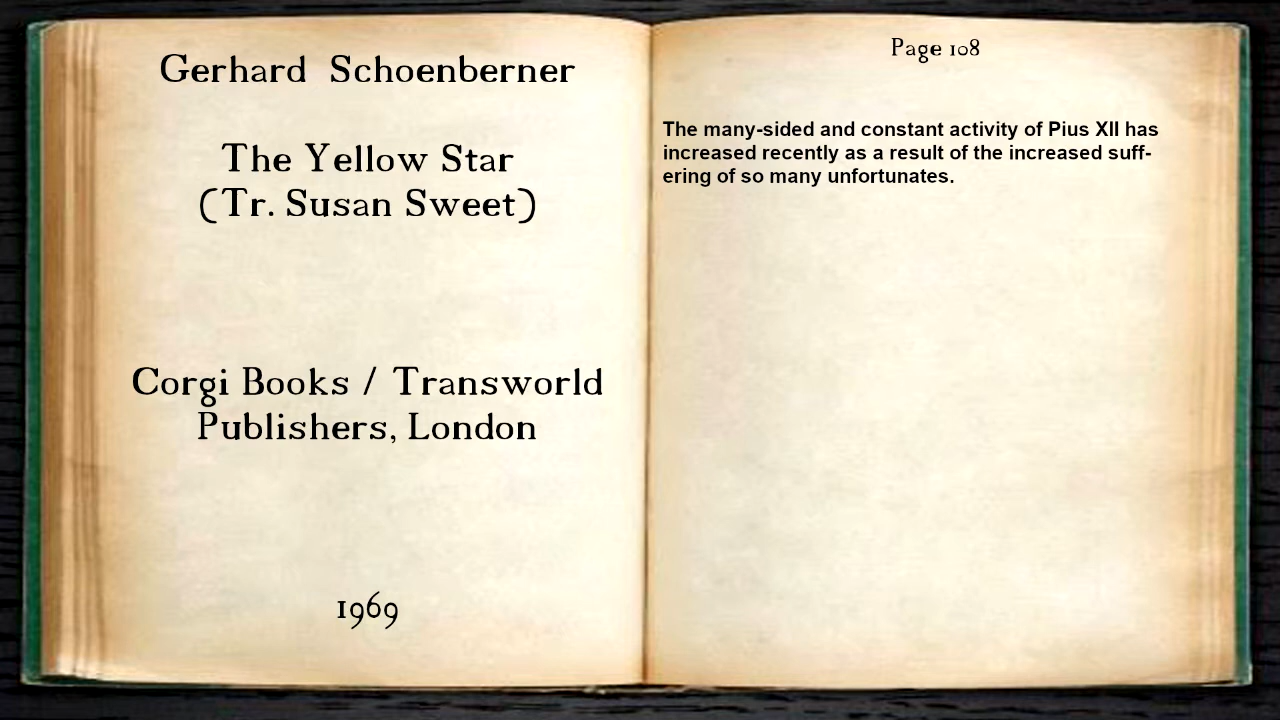 Gerhard Schoenberner
The Yellow Star
(Tr. Susan Sweet)
Corgi Books / Transworld
Publishers, London
1969
Page 108
The many-sided and constant activity of Pius XII has
increased recently as a result of the increased suff-
ering of so many unfortunates.